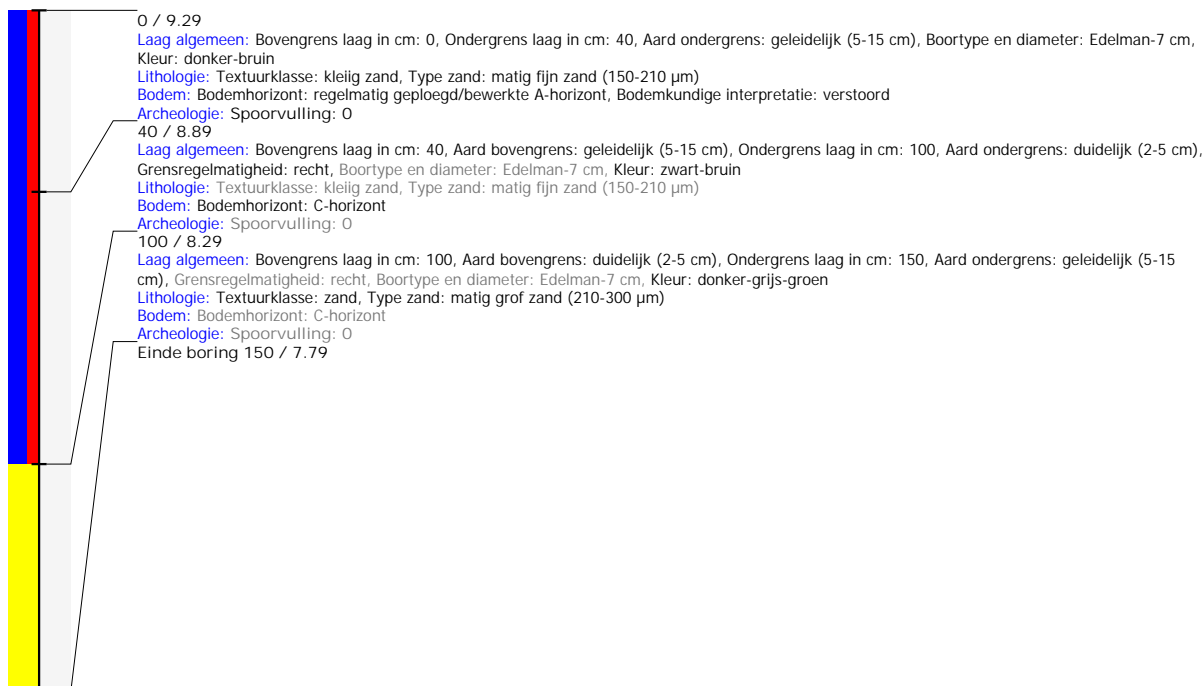 0 / 9.29
Laag algemeen: Bovengrens laag in cm: 0, Ondergrens laag in cm: 40, Aard ondergrens: geleidelijk (5-15 cm), Boortype en diameter: Edelman-7 cm,
Kleur: donker-bruin
Lithologie: Textuurklasse: kleiig zand, Type zand: matig fijn zand (150-210 µm)
Bodem: Bodemhorizont: regelmatig geploegd/bewerkte A-horizont, Bodemkundige interpretatie: verstoord
Archeologie: Spoorvulling: 0
40 / 8.89
Laag algemeen: Bovengrens laag in cm: 40, Aard bovengrens: geleidelijk (5-15 cm), Ondergrens laag in cm: 100, Aard ondergrens: duidelijk (2-5 cm),
Grensregelmatigheid: recht, Boortype en diameter: Edelman-7 cm, Kleur: zwart-bruin
Lithologie: Textuurklasse: kleiig zand, Type zand: matig fijn zand (150-210 µm)
Bodem: Bodemhorizont: C-horizont
Archeologie: Spoorvulling: 0
100 / 8.29
Laag algemeen: Bovengrens laag in cm: 100, Aard bovengrens: duidelijk (2-5 cm), Ondergrens laag in cm: 150, Aard ondergrens: geleidelijk (5-15
cm), Grensregelmatigheid: recht, Boortype en diameter: Edelman-7 cm, Kleur: donker-grijs-groen
Lithologie: Textuurklasse: zand, Type zand: matig grof zand (210-300 µm)
Bodem: Bodemhorizont: C-horizont
Archeologie: Spoorvulling: 0
Einde boring 150 / 7.79